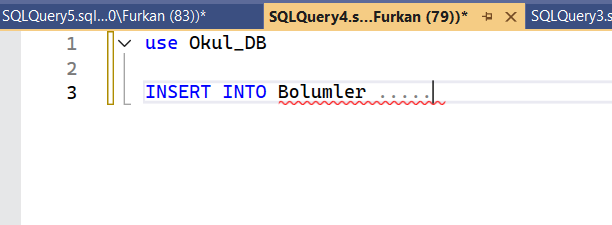 SQLQuery5.sql...0\Furkan (83))* SQLQuery4.s...Furkan (79))* SQLQuery3.s
1 use Okul_DB
2
3 INSERT INTO Bolumler .....